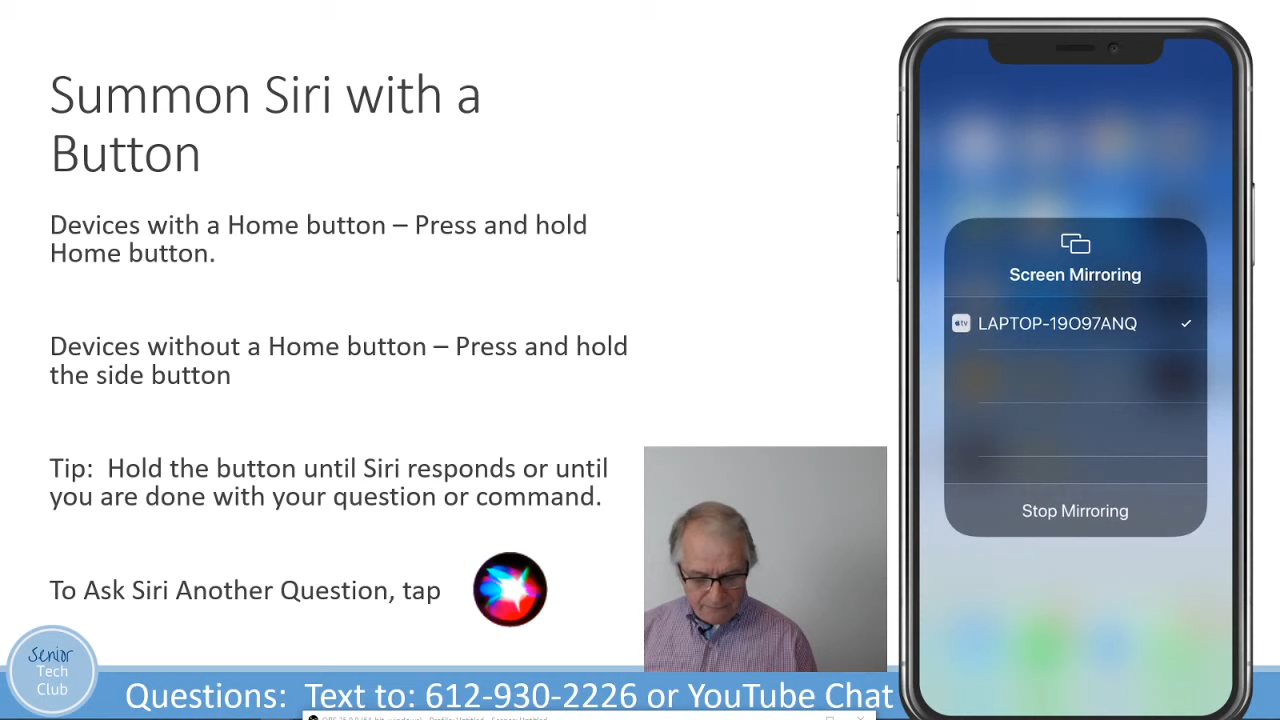 Summon Siri with a
Button
Devices with a Home button – Press and hold
Home button.
Devices without a Home button – Press and hold
the side button
Tip:  Hold the button until Siri responds or until
you are done with your question or command.
To Ask Siri Another Question, tap
Screen Mirroring
tv
LAPTOP-19O97ANQ
Stop Mirroring
Senior
Tech
Club
Questions:  Text to: 612-930-2226 or YouTube Chat